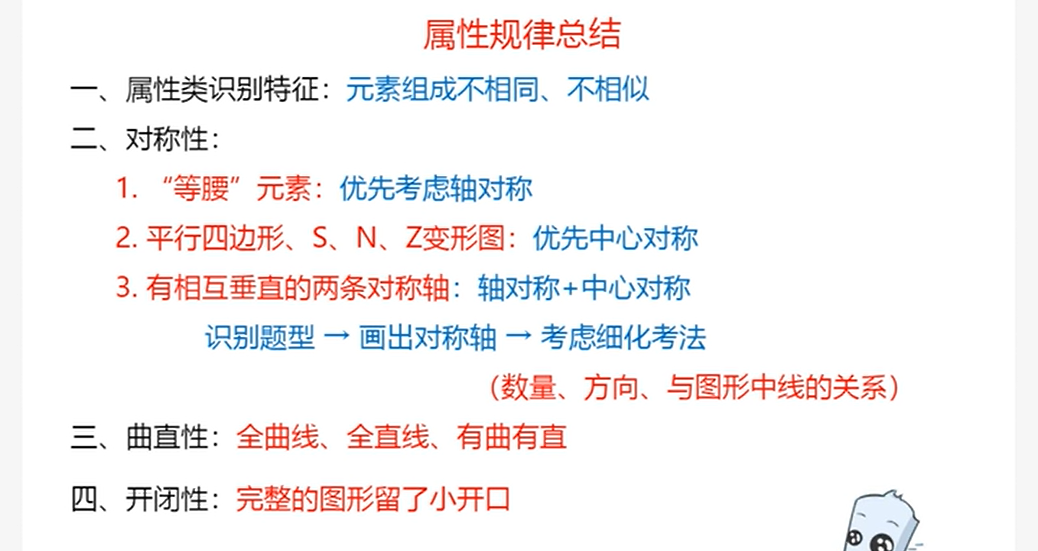 属性规律总结
一、属性类识别特征：元素组成不相同、不相似
二、对称性：
1. “等腰”元素：优先考虑轴对称
2. 平行四边形、S、N、Z变形图：优先中心对称
3. 有相互垂直的两条对称轴：轴对称+中心对称
识别题型 → 画出对称轴 → 考虑细化考法
（数量、方向、与图形中线的关系）
三、曲直性：全曲线、全直线、有曲有直
四、开闭性：完整的图形留了小开口